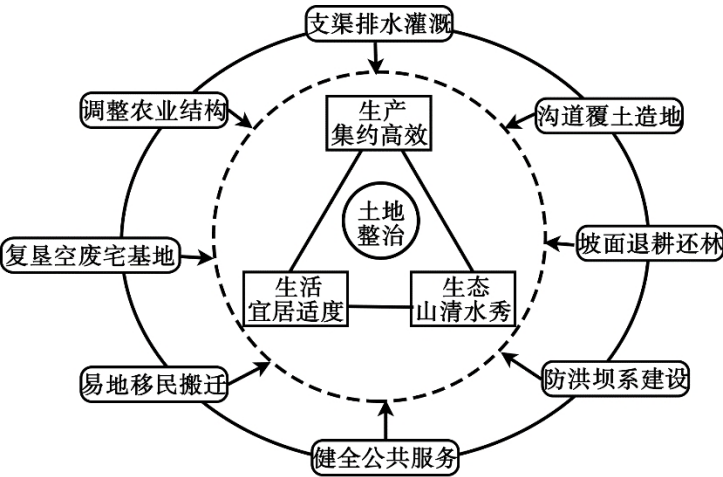 支渠排水灌溉
调整农业结构
沟道覆土造地
生产
集约高效
土地
整治
复垦空废宅基地
坡面退耕还林
生活
宜居适度
生态
山清水秀
易地移民搬迁
防洪坝系建设
健全公共服务